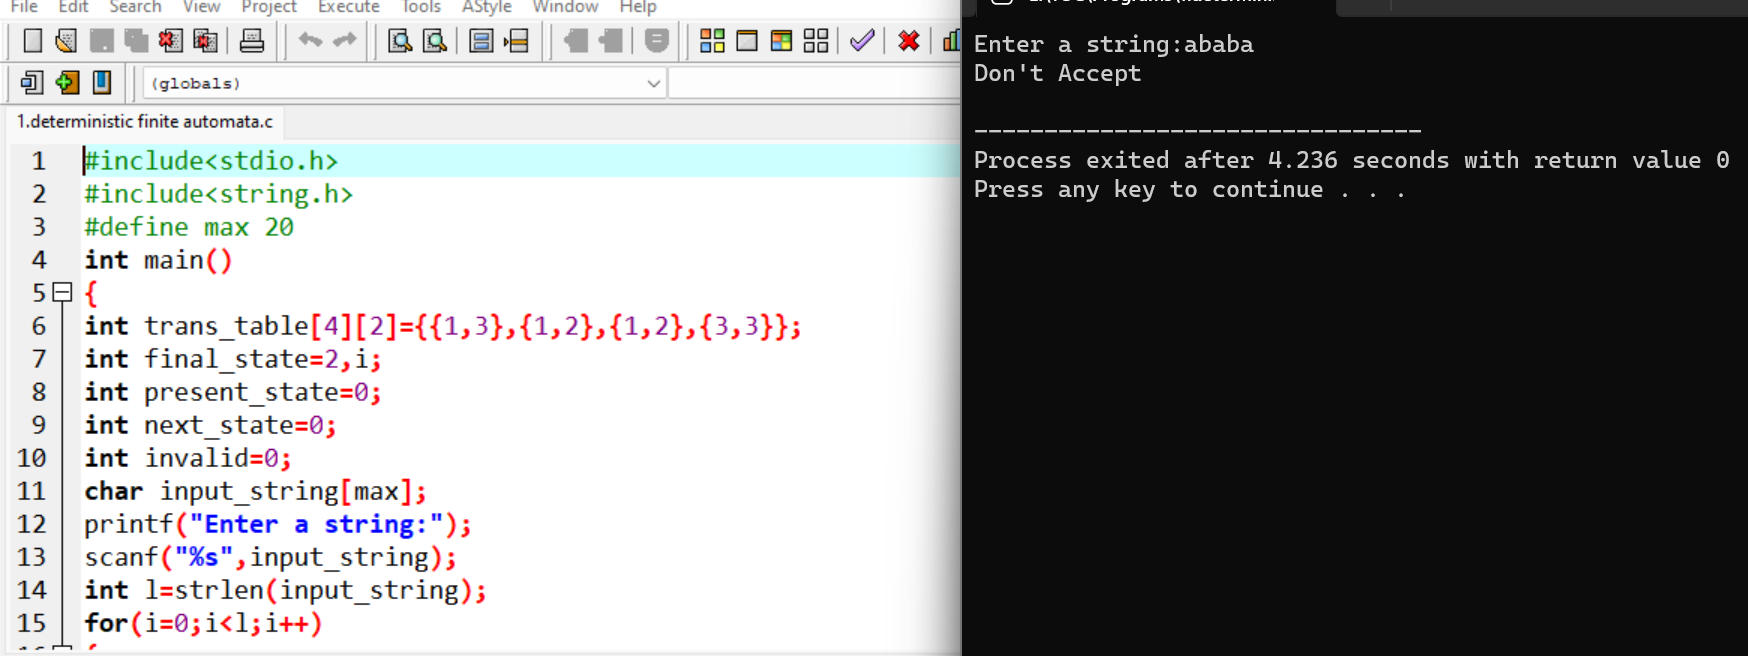 File Edit Search View Project Execute Tools AStyle Window Help
(globals)
1.deterministic finite automata.c
1 #include<stdio.h>
2 #include<string.h>
3 #define max 20
4 int main()
5 {
6 int trans_table[4][2]={{1,3},{1,2},{1,2},{3,3}};
7 int final_state=2,i;
8 int present_state=0;
9 int next_state=0;
10 int invalid=0;
11 char input_string[max];
12 printf("Enter a string:");
13 scanf("%s",input_string);
14 int l=strlen(input_string);
15 for(i=0;i<l;i++)
Enter a string:ababa
Don't Accept
--------------------------------
Process exited after 4.236 seconds with return value 0
Press any key to continue . . .